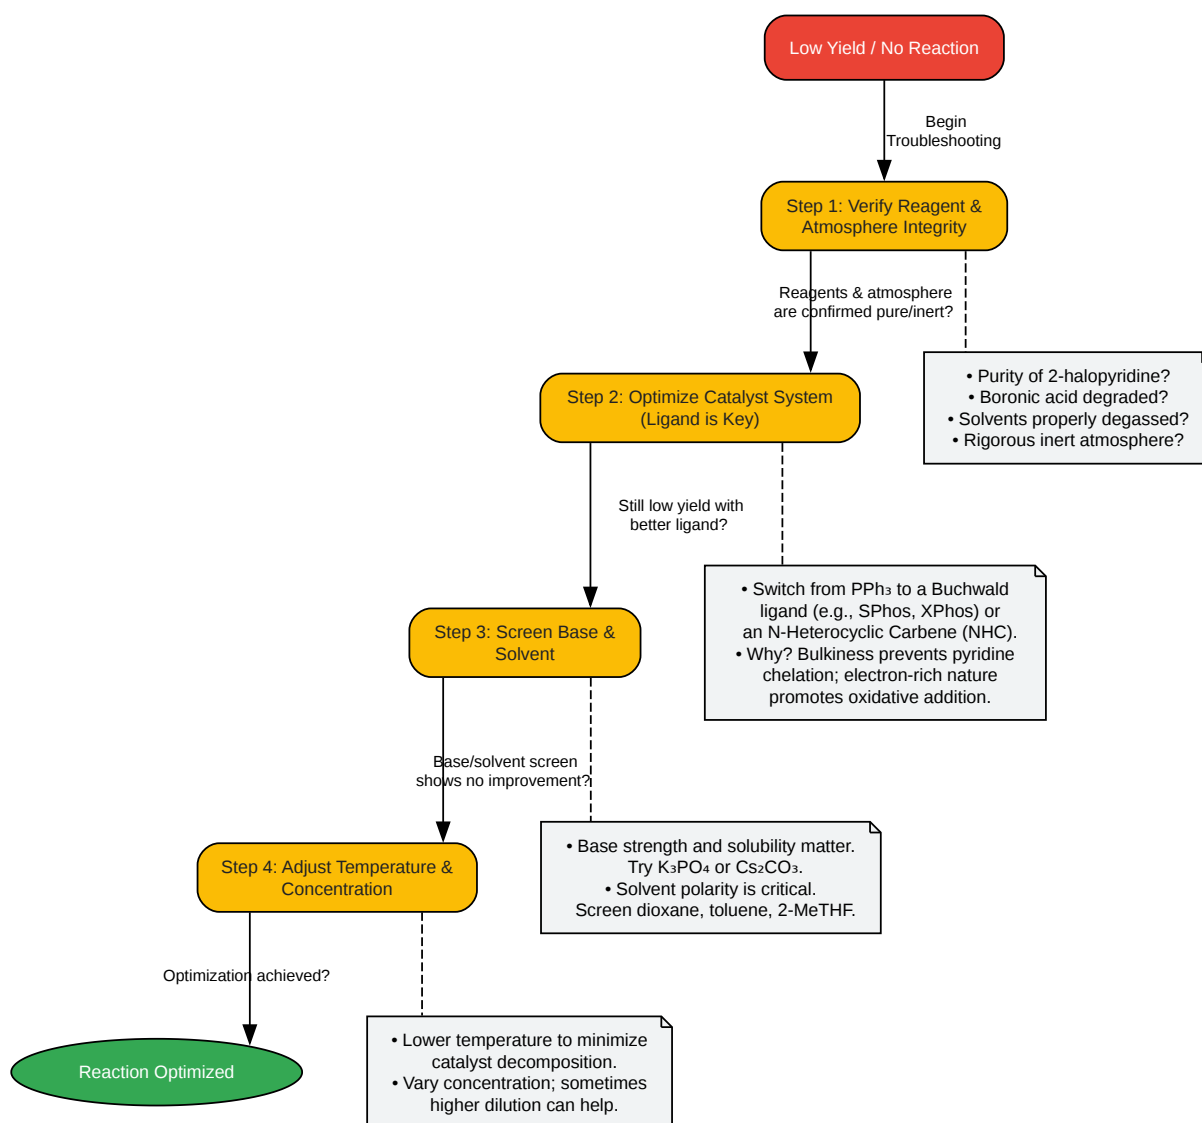 Low Yield / No Reaction
Begin
Troubleshooting
Step 1: Verify Reagent &
Atmosphere Integrity
Reagents & atmosphere
are confirmed pure/inert?
• Purity of 2-halopyridine?
• Boronic acid degraded?
• Solvents properly degassed?
• Rigorous inert atmosphere?
Step 2: Optimize Catalyst System
(Ligand is Key)
Still low yield with
better ligand?
• Switch from PPh₃ to a Buchwald
ligand (e.g., SPhos, XPhos) or
an N-Heterocyclic Carbene (NHC).
• Why? Bulkiness prevents pyridine
chelation; electron-rich nature
promotes oxidative addition.
Step 3: Screen Base &
Solvent
Base/solvent screen
shows no improvement?
• Base strength and solubility matter.
Try K₃PO₄ or Cs₂CO₃.
• Solvent polarity is critical.
Screen dioxane, toluene, 2-MeTHF.
Step 4: Adjust Temperature &
Concentration
Optimization achieved?
• Lower temperature to minimize
catalyst decomposition.
• Vary concentration; sometimes
higher dilution can help.
Reaction Optimized